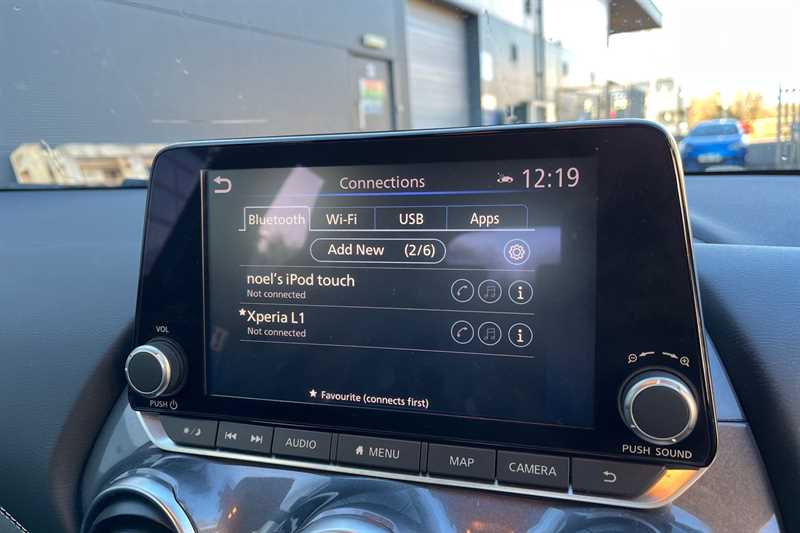 Connections 12:19
Bluetooth Wi-Fi USB Apps
Add New (2/6)
noel's iPod touch
Not connected
Xperia L1
Not connected
Favourite (connects first)
VOL
PUSH
AUDIO MENU MAP CAMERA
PUSH SOUND